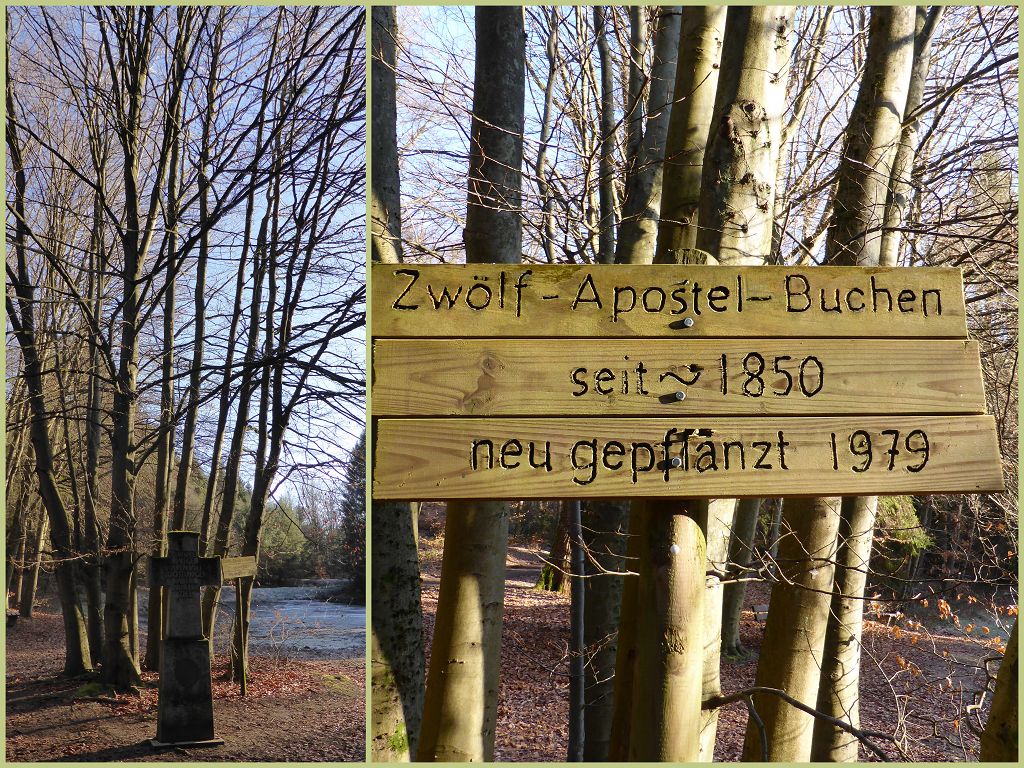 Zwölf - Apostel - Buchen
seit ~ 1850
neu gepflanzt 1979